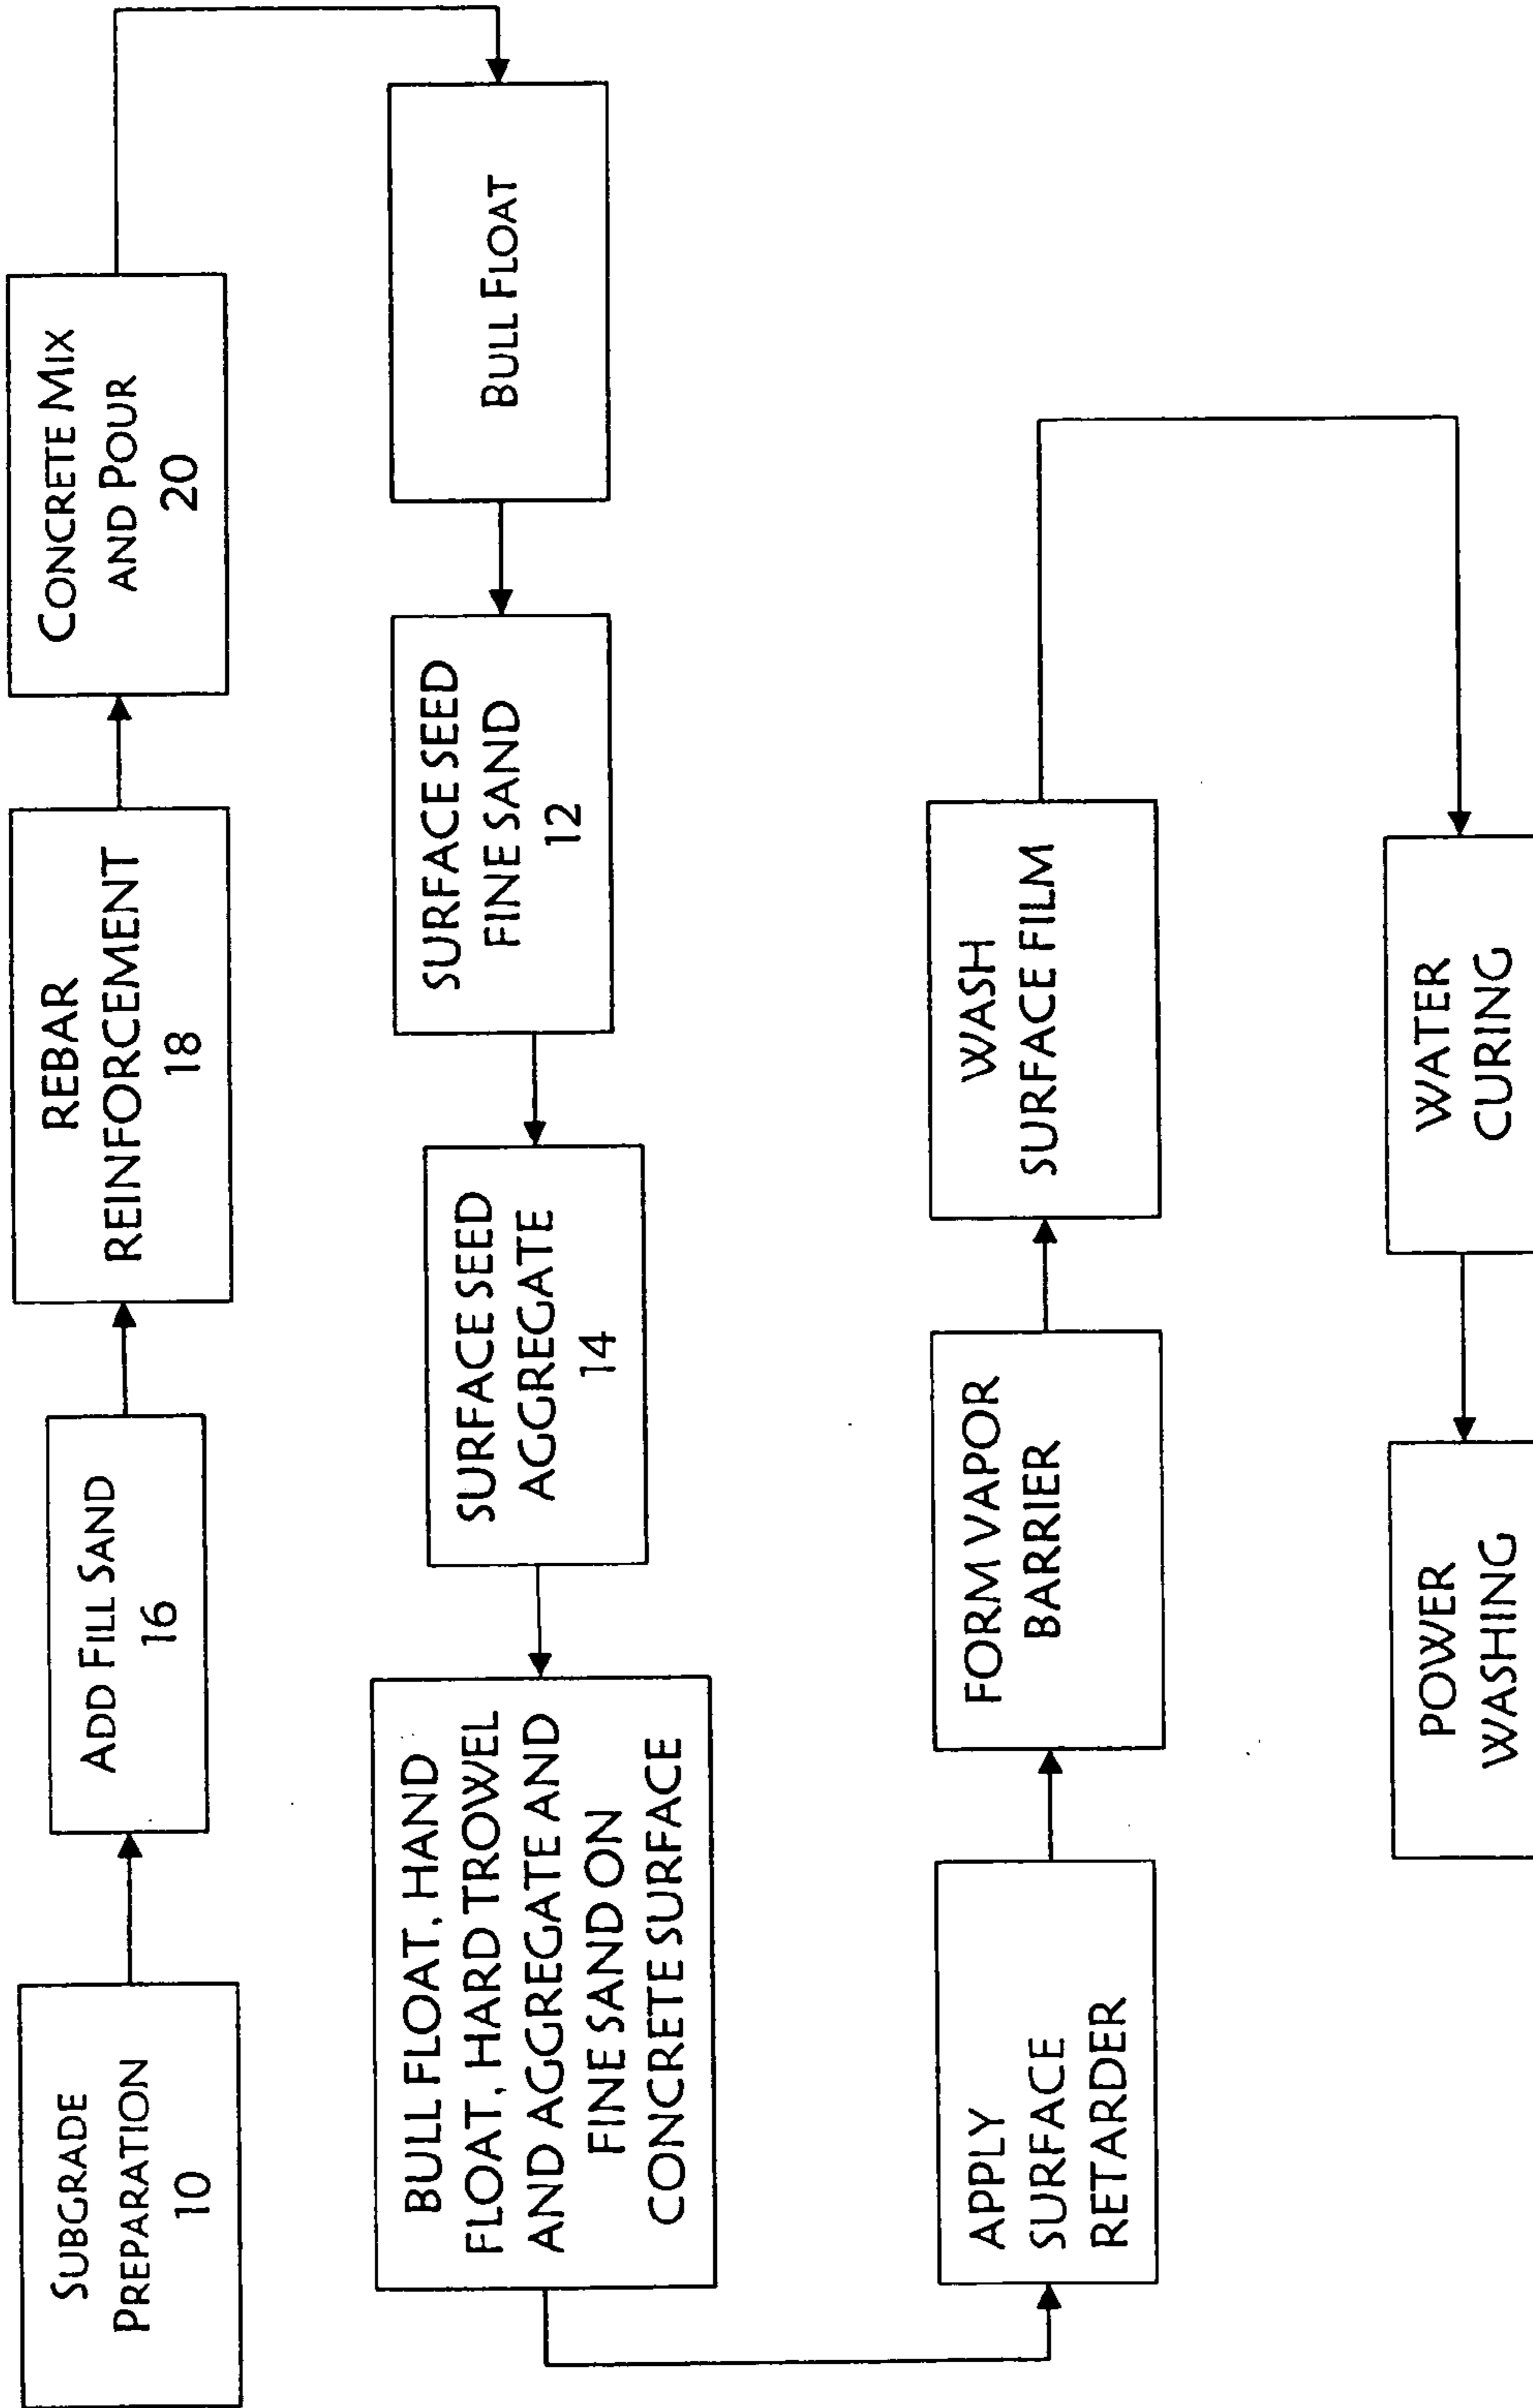 SUBGRADE
PREPARATION
10
ADD FILL SAND
16
REBAR
REINFORCEMENT
18
CONCRETE MIX
AND POUR
20
BULL FLOAT
SURFACE SEED
FINE SAND
12
SURFACE SEED
AGGREGATE
14
BULL FLOAT, HAND
FLOAT, HARD TROWEL
AND AGGREGATE AND
FINE SAND ON
CONCRETE SURFACE
APPLY
SURFACE
RETARDER
FORM VAPOR
BARRIER
WASH
SURFACE FILM
WATER
CURING
POWER
WASHING